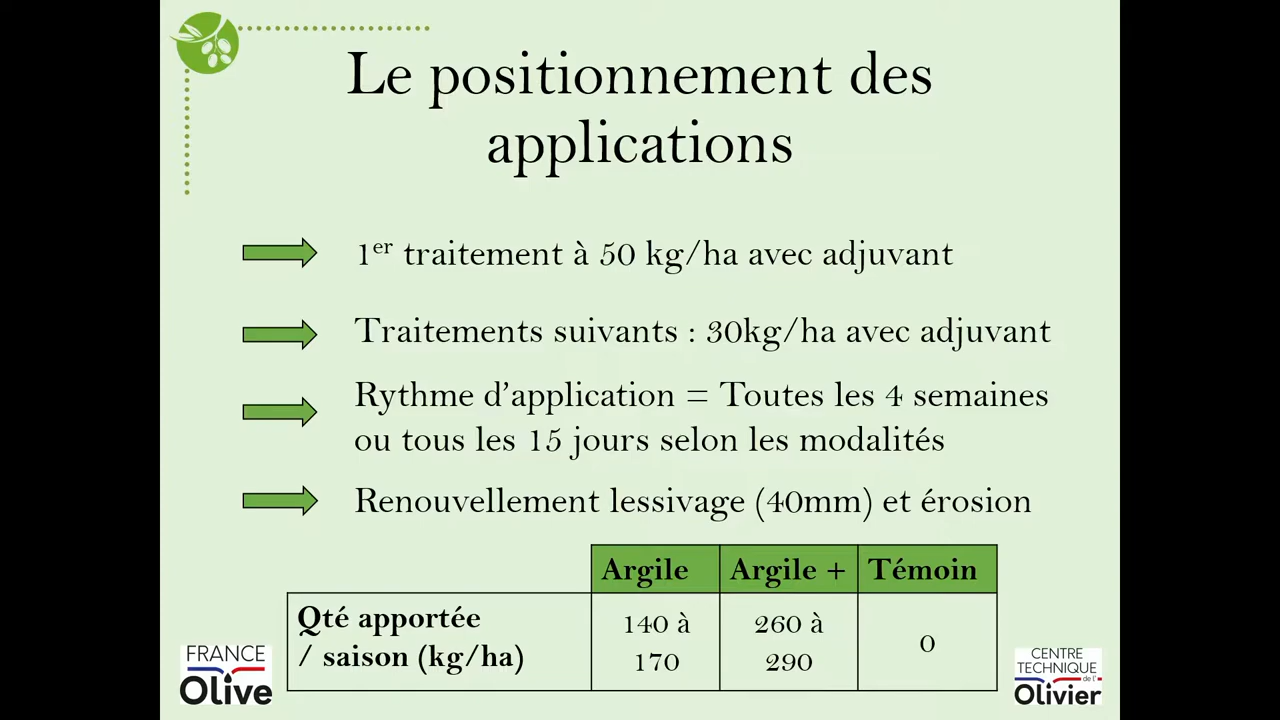 Le positionnement des
applications
1er traitement à 50 kg/ha avec adjuvant
Traitements suivants : 30kg/ha avec adjuvant
Rythme d'application = Toutes les 4 semaines
ou tous les 15 jours selon les modalités
Renouvellement lessivage (40mm) et érosion
Argile Argile + Témoin
Qté apportée
/ saison (kg/ha)
140 à
170
260 à
290
0
FRANCE
Olive
CENTRE
TECHNIQUE
de l'
Olivier